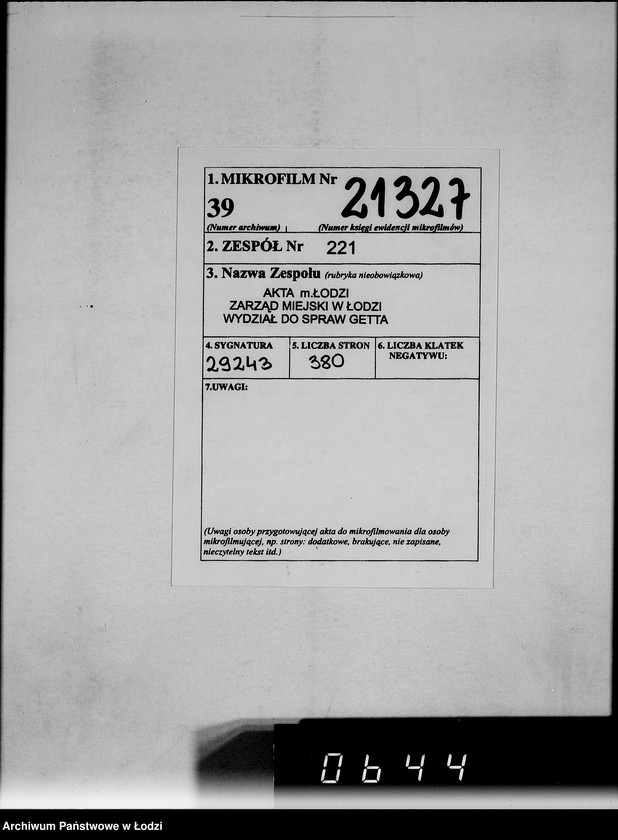 1. MIKROFILM Nr 21327
39
(Numer archiwum) (Numer księgi ewidencji mikrofilmów)
2. ZESPÓŁ Nr 221
3. Nazwa Zespołu (rubryka nieobowiązkowa)
AKTA m.ŁODZI
ZARZĄD MIEJSKI W ŁODZI
WYDZIAŁ DO SPRAW GETTA
4. SYGNATURA 5. LICZBA STRON 6. LICZBA KLATEK
NEGATYWU:
29243 380
7.UWAGI:
(Uwagi osoby przygotowującej akta do mikrofilmowania dla osoby
mikrofilmującej, np. strony: dodatkowe, brakujące, nie zapisane,
nieczytelny tekst itd.)
0644
Archiwum Państwowe w Łodzi